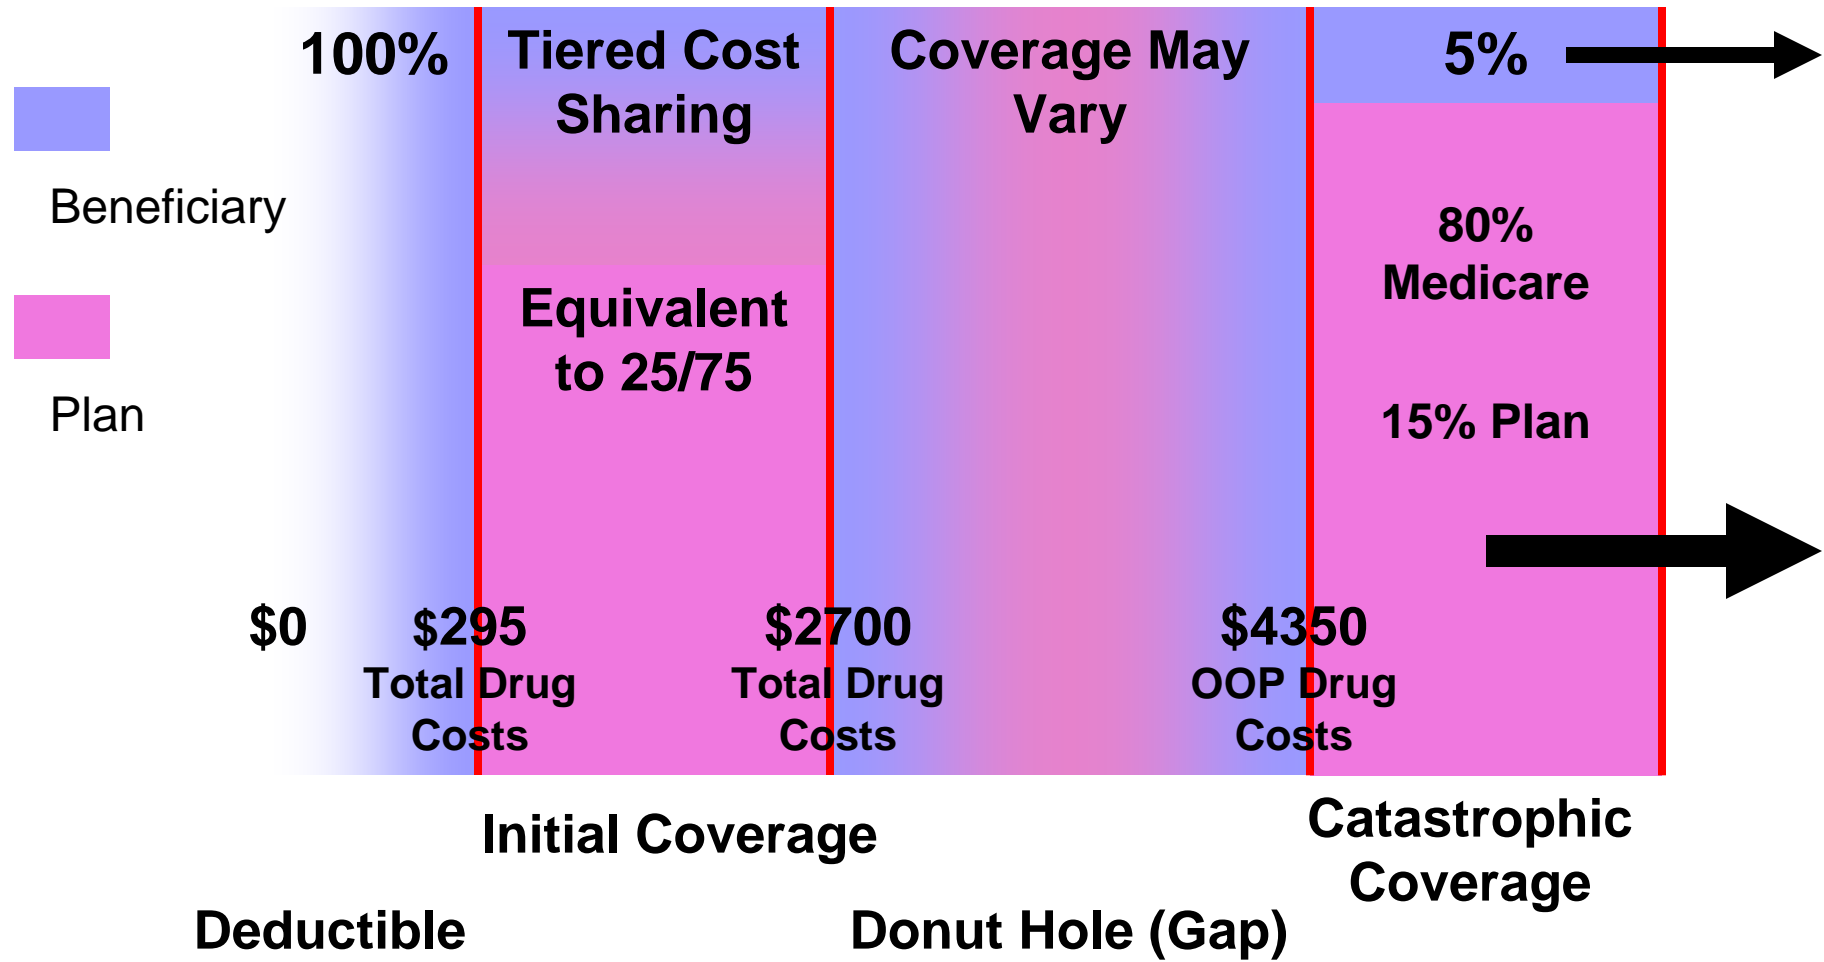 100%
Tiered Cost
Sharing
Coverage May
Vary
5%
Beneficiary
Plan
Equivalent
to 25/75
80%
Medicare
15% Plan
$0
$295
Total Drug
Costs
$2700
Total Drug
Costs
$4350
OOP Drug
Costs
Initial Coverage
Catastrophic
Coverage
Deductible
Donut Hole (Gap)